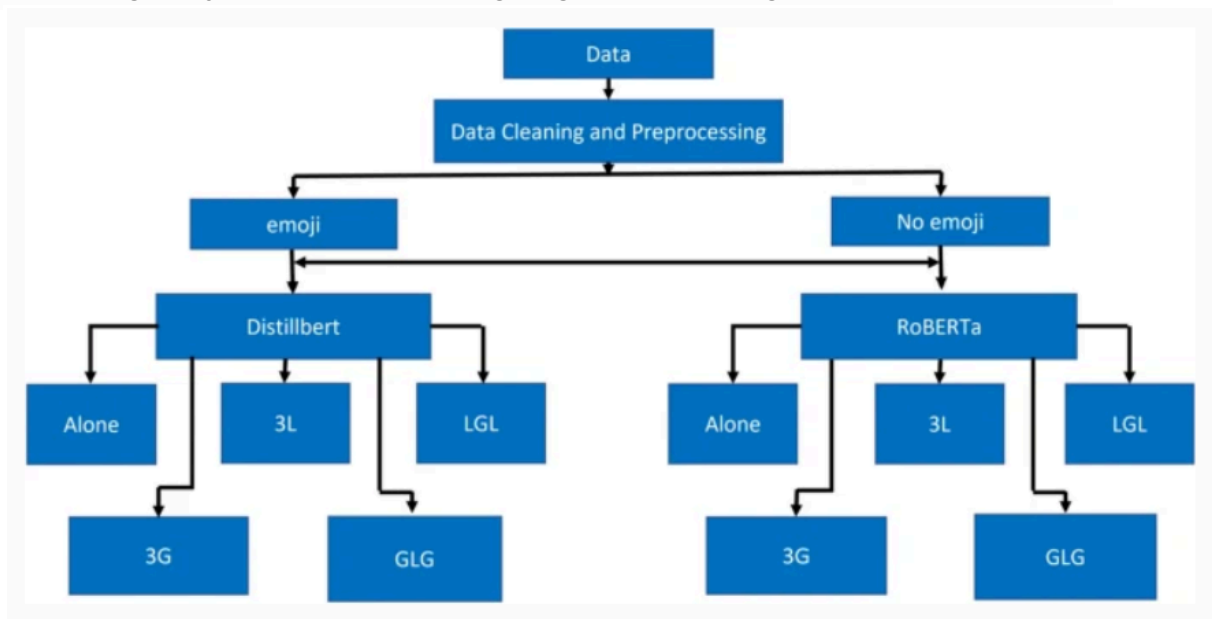 Data
Data Cleaning and Preprocessing
emoji
No emoji
Distillbert
RoBERTa
Alone
3L
LGL
Alone
3L
LGL
3G
GLG
3G
GLG